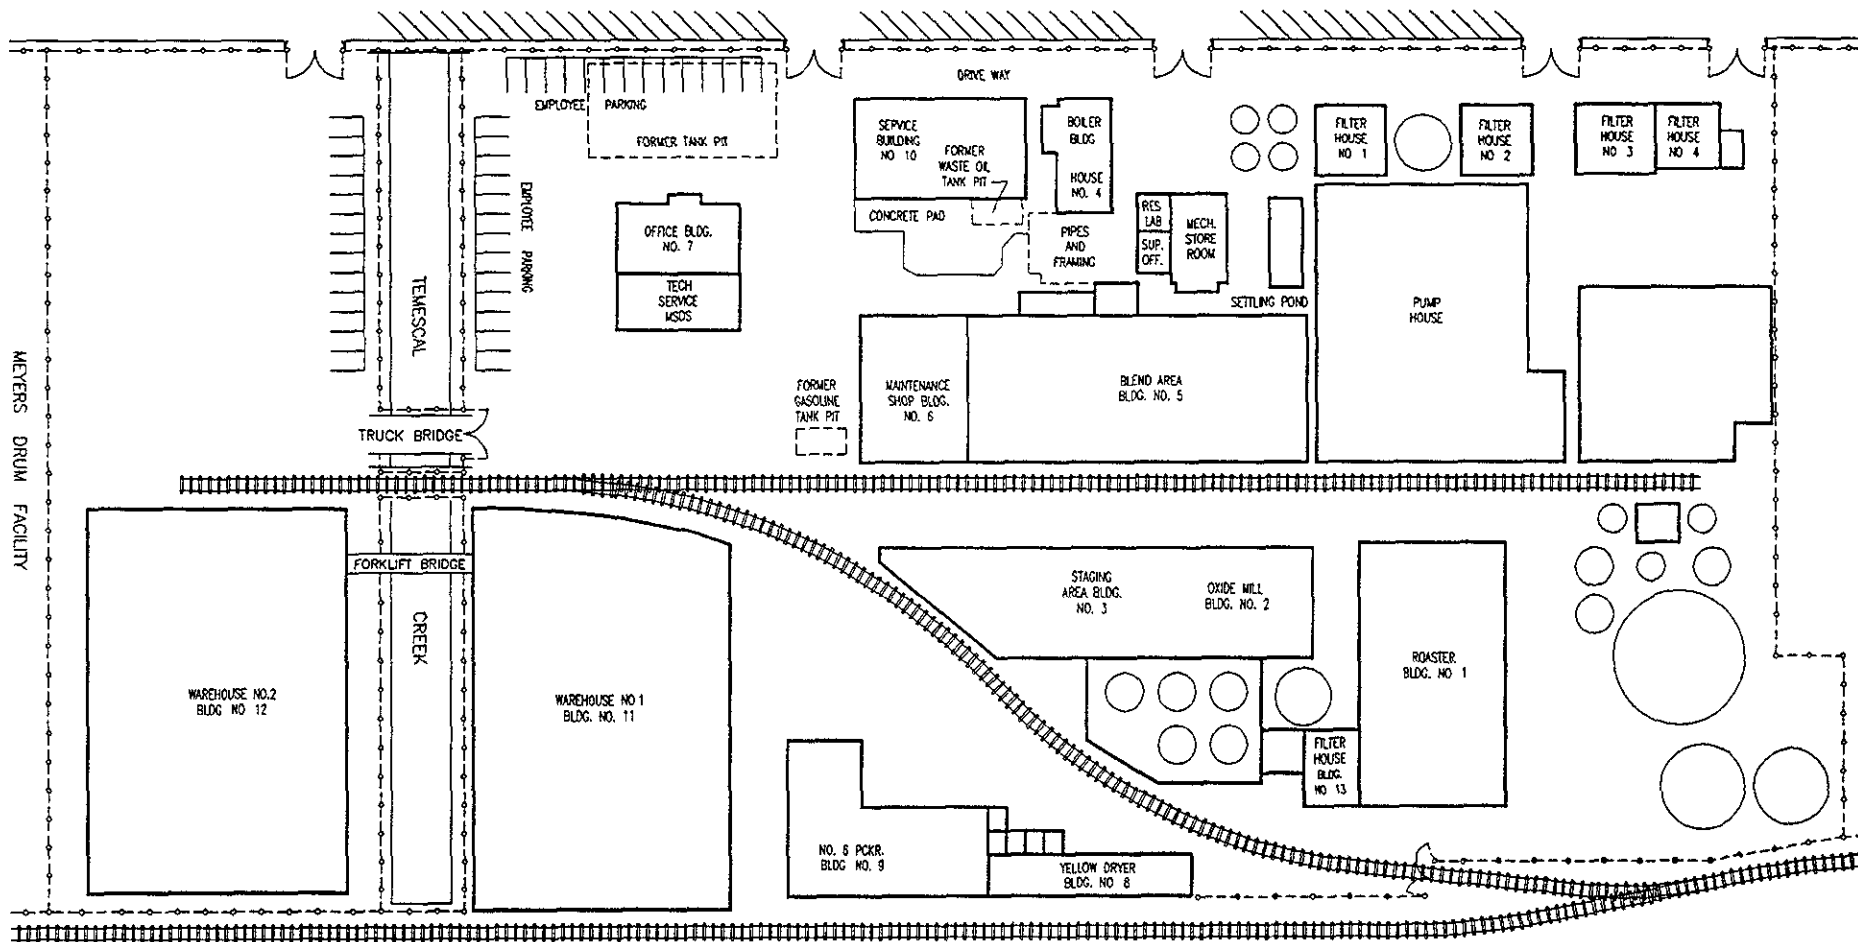 DRIVE WAY
EMPLOYEE PARKING
FORMER TANK PIT
SERVICE
BUILDING
NO 10
FORMER
WASTE OIL
TANK PIT
BOILER
BLDG
HOUSE
NO. 4
FILTER
HOUSE
NO 1
FILTER
HOUSE
NO 2
FILTER
HOUSE
NO 3
FILTER
HOUSE
NO 4
EMPLOYEE PARKING
OFFICE BLDG.
NO. 7
TECH
SERVICE
MSDS
CONCRETE PAD
PIPES
AND
FRAMING
RES
LAB
SUP.
OFF.
MECH.
STORE
ROOM
SETTLING POND
PUMP
HOUSE
TEMESCAL
MEYERS DRUM FACILITY
FORMER
GASOLINE
TANK PIT
MAINTENANCE
SHOP BLDG.
NO. 6
BLEND AREA
BLDG. NO. 5
TRUCK BRIDGE
FORKLIFT BRIDGE
CREEK
STAGING
AREA BLDG.
NO. 3
OXIDE MILL
BLDG. NO. 2
ROASTER
BLDG. NO 1
WAREHOUSE NO.2
BLDG NO 12
WAREHOUSE NO 1
BLDG. NO. 11
FILTER
HOUSE
BLDG.
NO 13
NO. 6 PCKR.
BLDG NO. 9
YELLOW DRYER
BLDG. NO 8